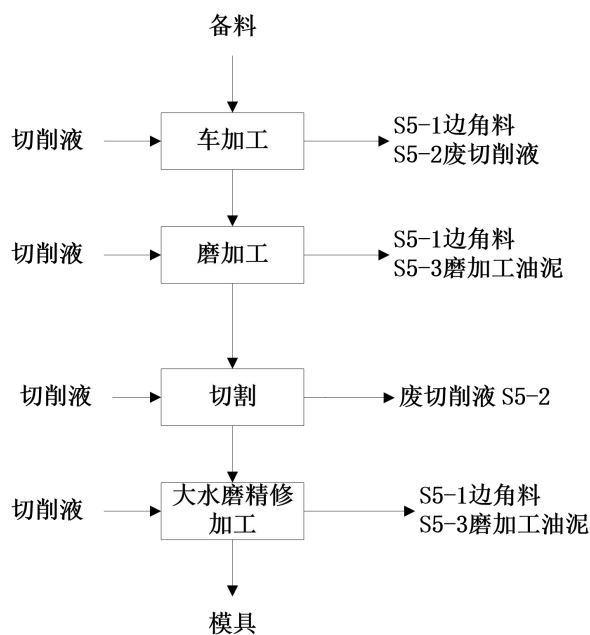 备料
切削液
车加工
S5-1边角料
S5-2废切削液
切削液
磨加工
S5-1边角料
S5-3磨加工油泥
切削液
切割
废切削液 S5-2
切削液
大水磨精修
加工
S5-1边角料
S5-3磨加工油泥
模具